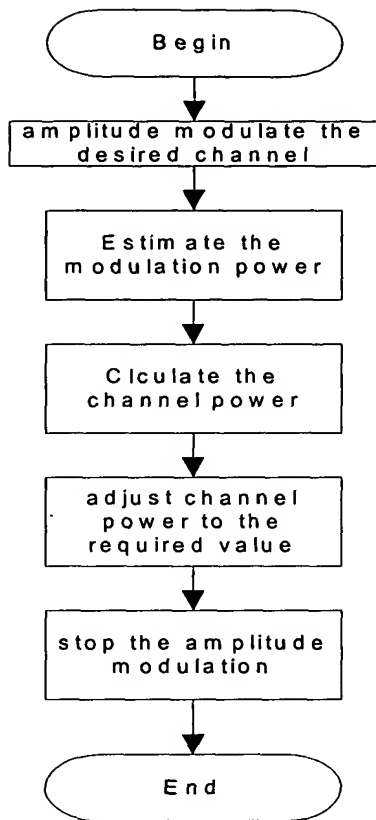 Begin
amplitude modulate the
desired channel
Estimate the
modulation power
Clculate the
channel power
adjust channel
power to the
required value
stop the amplitude
modulation
End